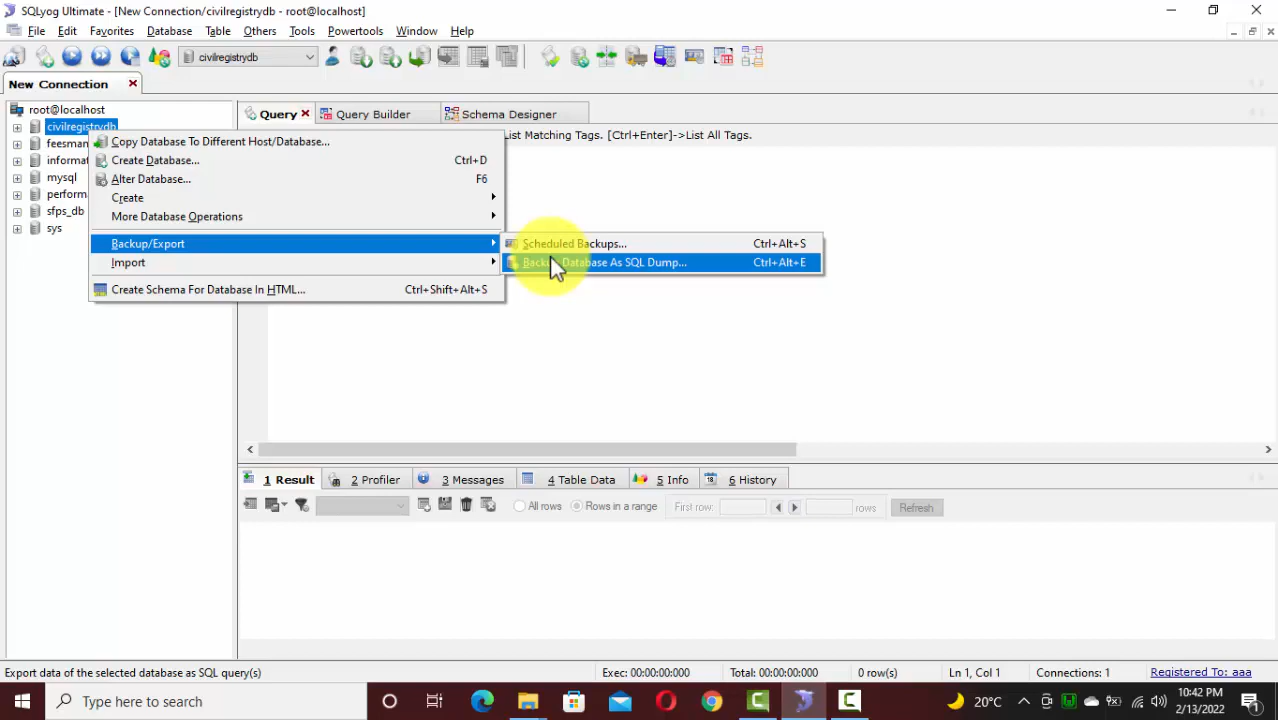 SQLyog Ultimate - [New Connection/civilregistrydb - root@localhost]
File Edit Favorites Database Table Others Tools Powertools Window Help
civilregistrydb
New Connection
root@localhost
civilregistrydb
mysql
sfps_db
sys
Query Query Builder Schema Designer
List Matching Tags. [Ctrl+Enter]->List All Tags.
Copy Database To Different Host/Database...
Create Database... Ctrl+D
Alter Database... F6
Create
More Database Operations
Backup/Export
Import
Create Schema For Database In HTML... Ctrl+Shift+Alt+S
Scheduled Backups... Ctrl+Alt+S
Backup Database As SQL Dump... Ctrl+Alt+E
1 Result 2 Profiler 3 Messages 4 Table Data 5 Info 18 6 History
All rows Rows in a range First row: rows Refresh
Export data of the selected database as SQL query(s) Exec: 00:00:00:000 Total: 00:00:00:000 0 row(s) Ln 1, Col 1 Connections: 1 Registered To: aaa
Type here to search
20°C
10:42 PM
2/13/2022
1